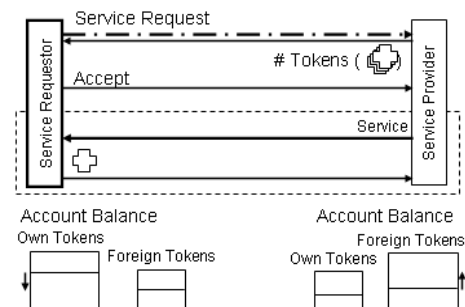 Service Request
# Tokens ( )
Accept
Service Requestor
Service Provider
Service
Account Balance
Own Tokens
Foreign Tokens
Account Balance
Own Tokens
Foreign Tokens